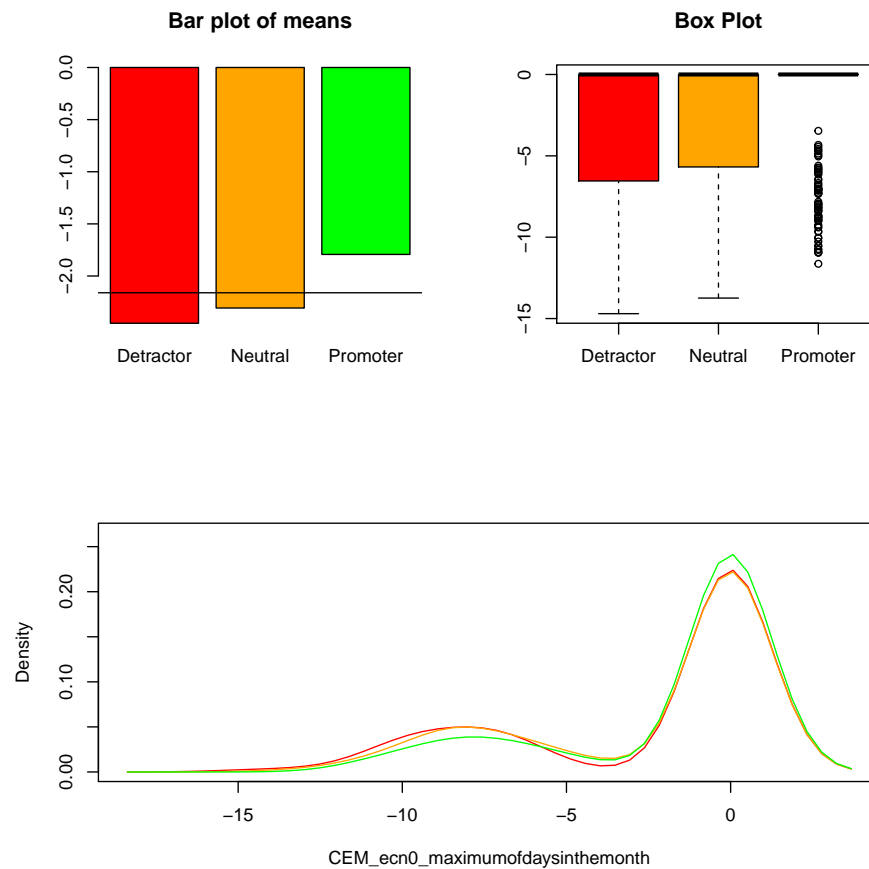 Bar plot of means
0.0
−0.5
−1.0
−1.5
−2.0
Detractor Neutral Promoter
Box Plot
0
−5
−10
−15
Detractor Neutral Promoter
Density
0.20
0.10
0.00
−15 −10 −5 0
CEM_ecn0_maximumofdaysinthemonth